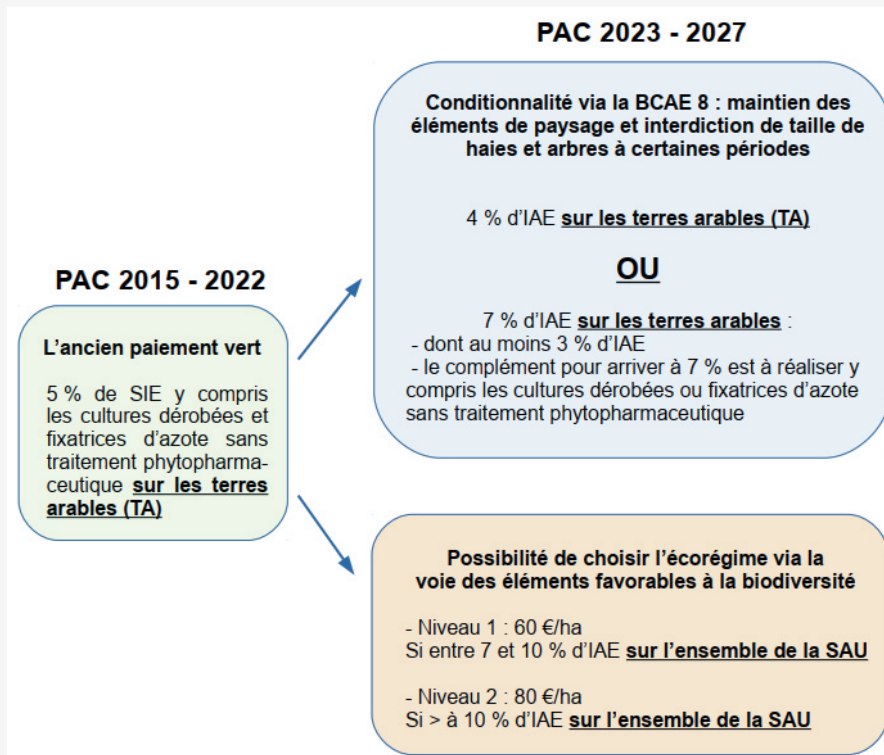 PAC 2023 - 2027
Conditionnalité via la BCAE 8 : maintien des
éléments de paysage et interdiction de taille de
haies et arbres à certaines périodes
4 % d'IAE sur les terres arables (TA)
OU
7 % d'IAE sur les terres arables :
- dont au moins 3 % d'IAE
- le complément pour arriver à 7 % est à réaliser y
compris les cultures dérobées ou fixatrices d'azote
sans traitement phytopharmaceutique
PAC 2015 - 2022
L'ancien paiement vert
5 % de SIE y compris
les cultures dérobées et
fixatrices d'azote sans
traitement phytopharma-
ceutique sur les terres
arables (TA)
Possibilité de choisir l'écorégime via la
voie des éléments favorables à la biodiversité
- Niveau 1 : 60 €/ha
Si entre 7 et 10 % d'IAE sur l'ensemble de la SAU
- Niveau 2 : 80 €/ha
Si > à 10 % d'IAE sur l'ensemble de la SAU